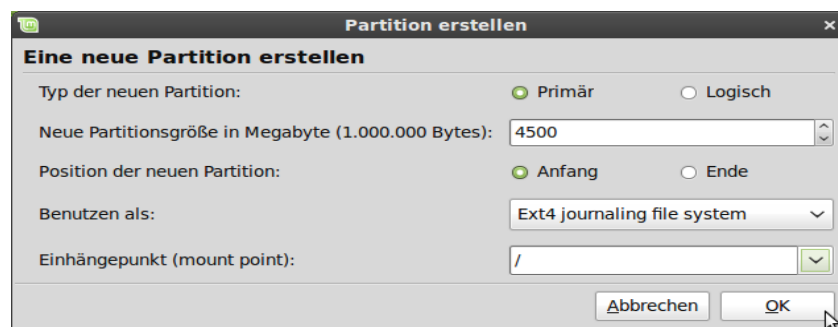 Partition erstellen
Eine neue Partition erstellen
Typ der neuen Partition: Primär Logisch
Neue Partitionsgröße in Megabyte (1.000.000 Bytes): 4500
Position der neuen Partition: Anfang Ende
Benutzen als: Ext4 journaling file system
Einhängepunkt (mount point): /
Abbrechen OK